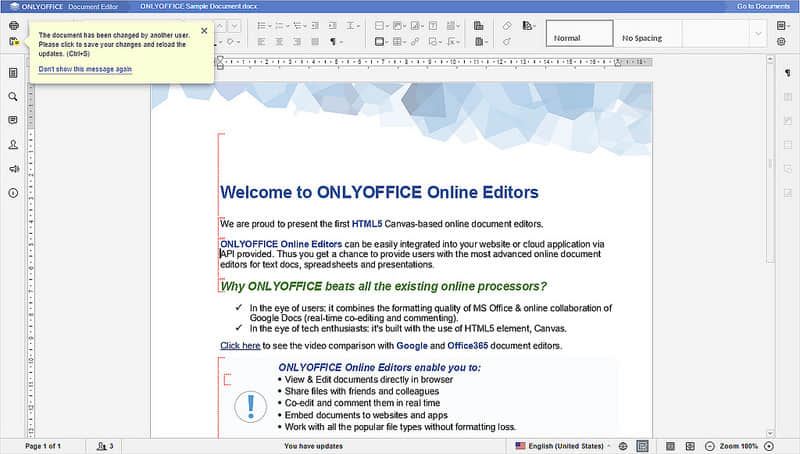 ONLYOFFICE Document Editor
ONLYOFFICE Sample Document.docx
Go to Documents
The document has been changed by another user.
Please click to save your changes and reload the
updates. (Ctrl+S)
Don't show this message again
Normal
No Spacing
Welcome to ONLYOFFICE Online Editors
We are proud to present the first HTML5 Canvas-based online document editors.
ONLYOFFICE Online Editors can be easily integrated into your website or cloud application via
API provided. Thus you get a chance to provide users with the most advanced online document
editors for text docs, spreadsheets and presentations.
Why ONLYOFFICE beats all the existing online processors?
✓ In the eye of users: it combines the formatting quality of MS Office & online collaboration of
Google Docs (real-time co-editing and commenting).
✓ In the eye of tech enthusiasts: it's built with the use of HTML5 element, Canvas.
Click here to see the video comparison with Google and Office365 document editors.
ONLYOFFICE Online Editors enable you to:
• View & Edit documents directly in browser
• Share files with friends and colleagues
• Co-edit and comment them in real time
• Embed documents to websites and apps
• Work with all the popular file types without formatting loss.
Page 1 of 1
3
You have updates
English (United States)
Zoom 100%